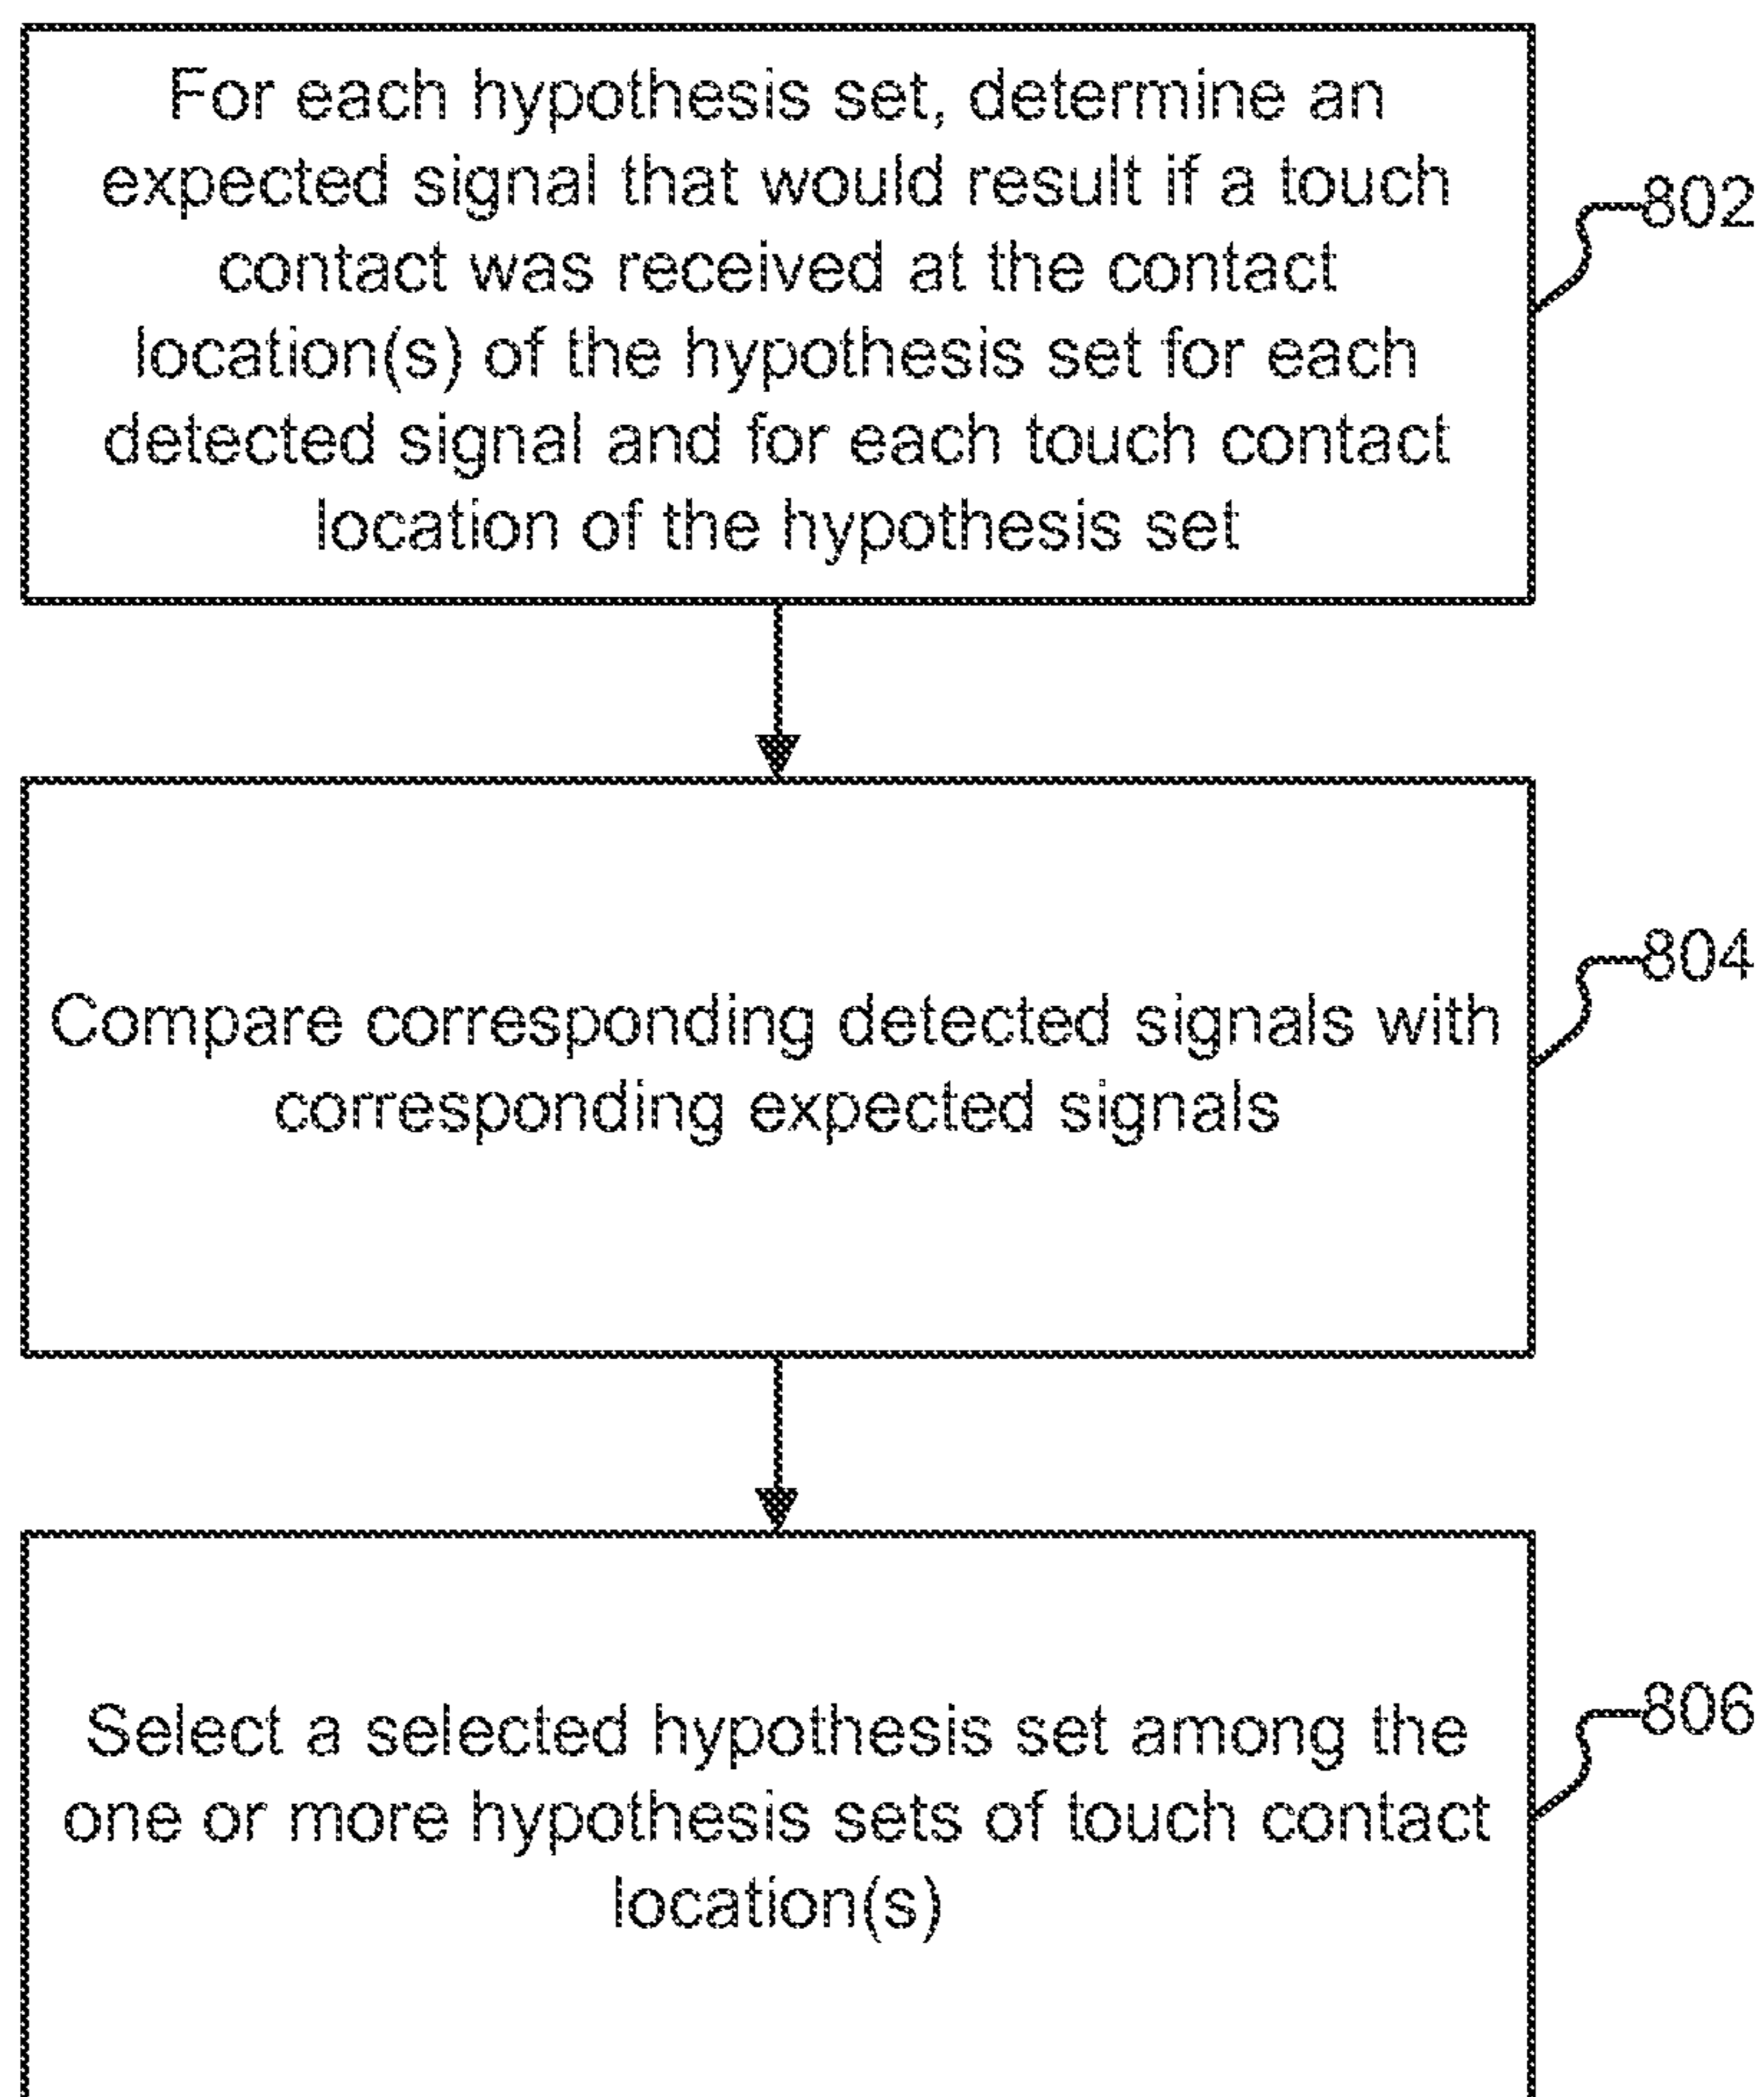 For each hypothesis set, determine an
expected signal that would result if a touch
contact was received at the contact
location(s) of the hypothesis set for each
detected signal and for each touch contact
location of the hypothesis set
802
Compare corresponding detected signals with
corresponding expected signals
804
Select a selected hypothesis set among the
one or more hypothesis sets of touch contact
location(s)
806